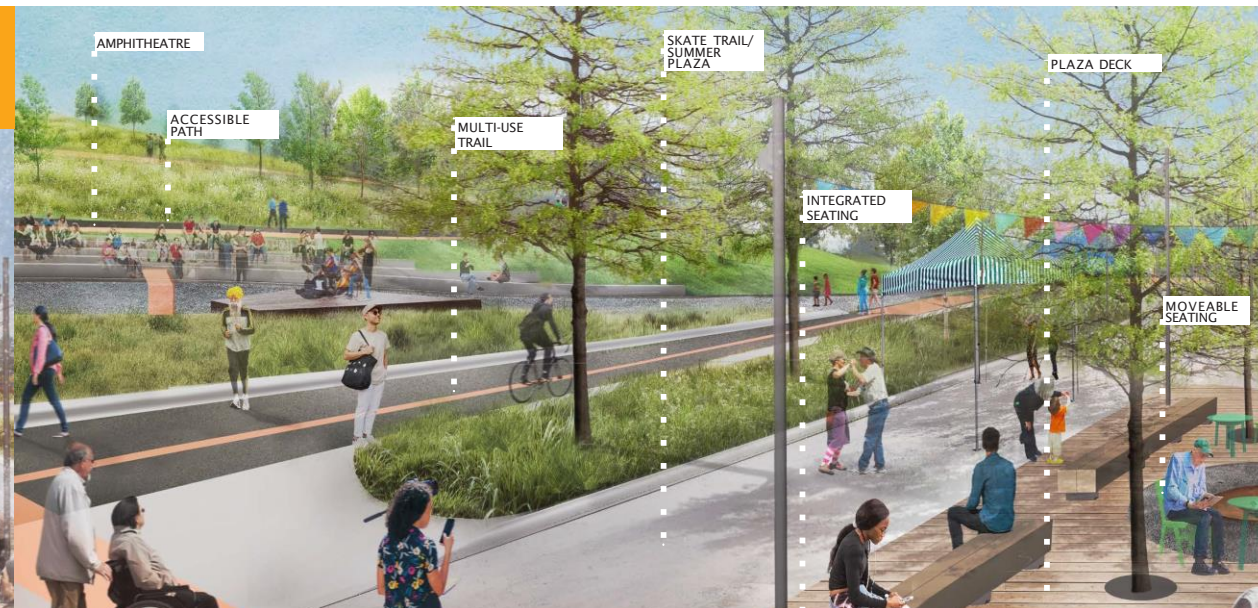 AMPHITHEATRE
ACCESSIBLE
PATH
MULTI-USE
TRAIL
SKATE TRAIL/
SUMMER
PLAZA
INTEGRATED
SEATING
PLAZA DECK
MOVEABLE
SEATING